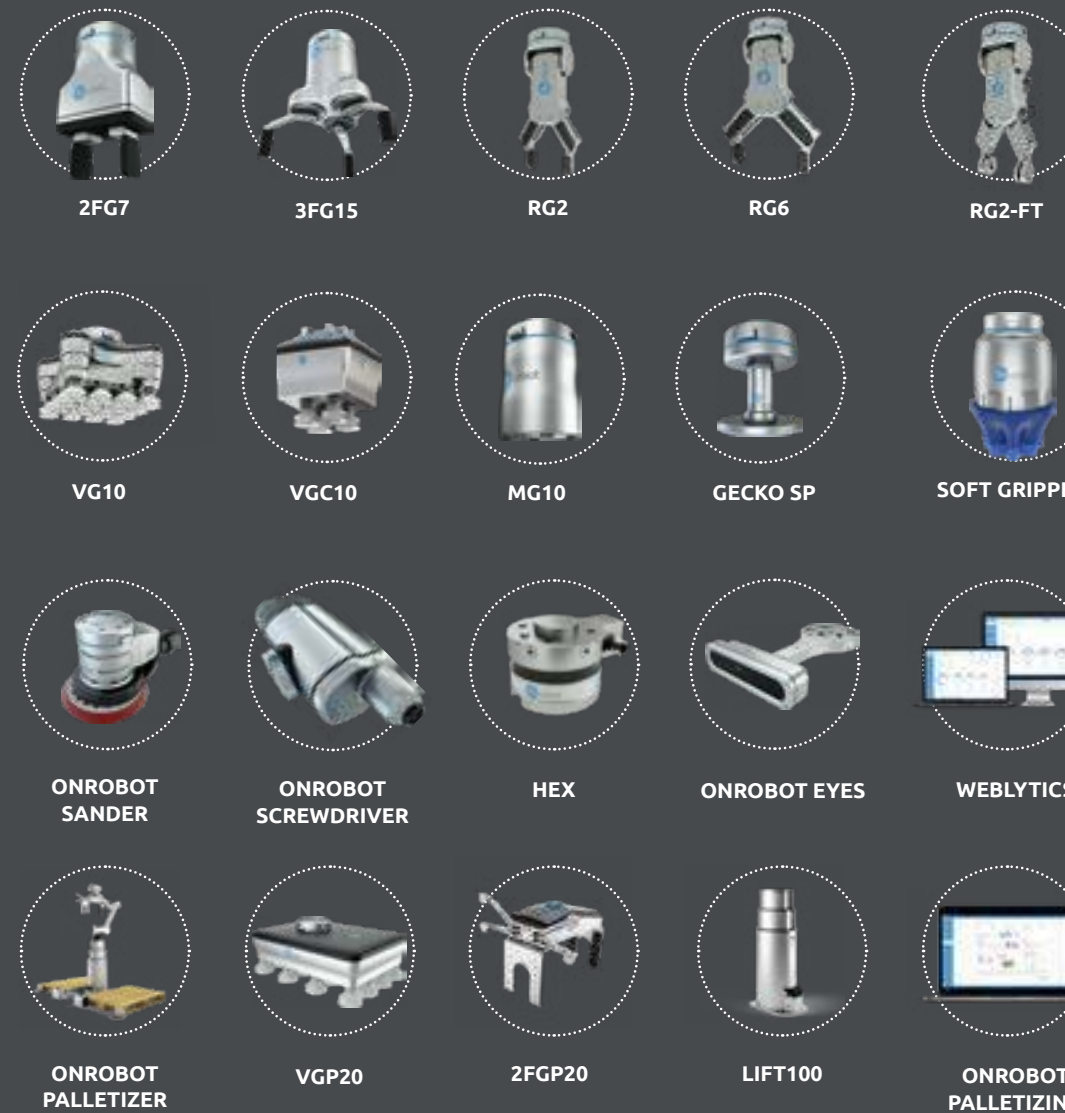 2FG7
3FG15
RG2
RG6
RG2-FT
VG10
VGC10
MG10
GECKO SP
SOFT GRIPP
ONROBOT
SANDER
ONROBOT
SCREWDRIVER
HEX
ONROBOT EYES
WEBLYTICS
ONROBOT
PALLETIZER
VGP20
2FGP20
LIFT100
ONROBOT
PALLETIZIN